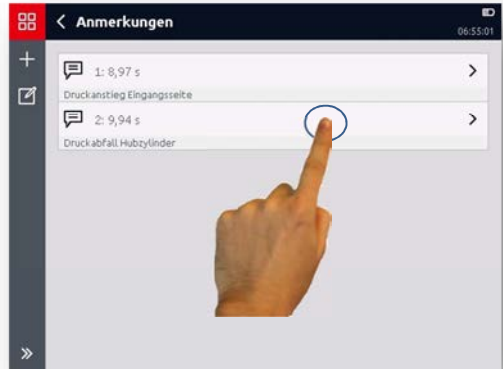 Anmerkungen
06:55:01
1: 8,97 s
Druckanstieg Eingangsseite
2: 9,94 s
Druckabfall Hubzylinder